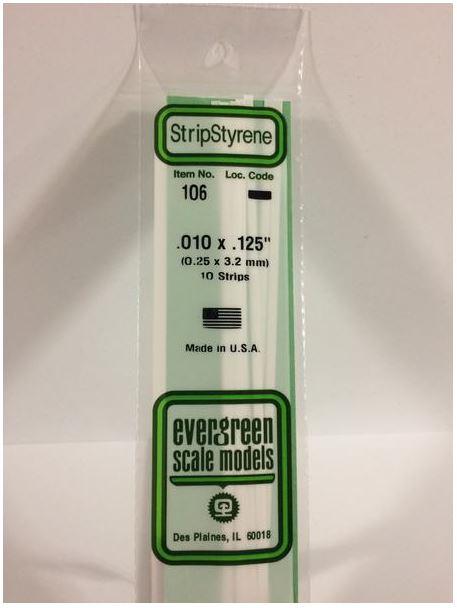 StripStyrene
Item No. Loc. Code
106
.010 x .125"
(0.25 x 3.2 mm)
10 Strips
Made in U.S.A.
evergreen
scale models
Des Plaines, IL 60018